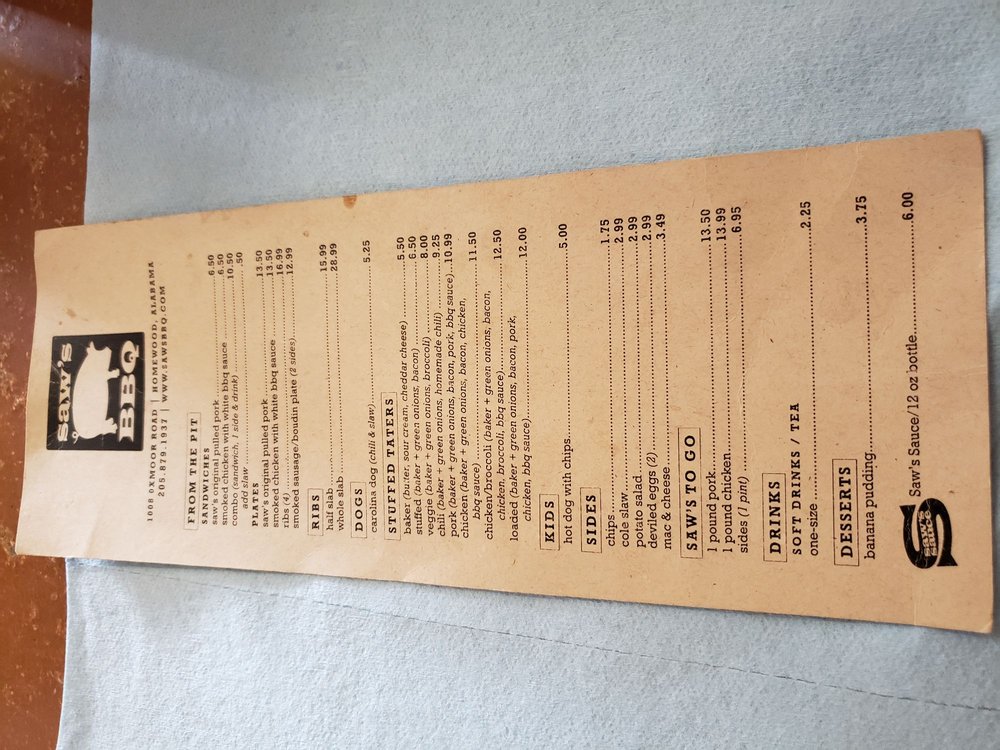 saw's
BBQ
1008 OXMOOR ROAD | HOMEWOOD, ALABAMA
205.879.1937 | WWW.SAWSBBQ.COM
FROM THE PIT
SANDWICHES
saw's original pulled pork 6.50
smoked chicken with white bbq sauce 6.50
combo (sandwich, 1 side & drink) 10.50
add slaw .50
PLATES
saw's orginal pulled pork 13.50
smoked chicken with white bbq sauce 13.50
ribs (4) 16.99
smoked sausage/boudin plate (2 sides) 12.99
RIBS
half slab 15.99
whole slab 28.99
DOGS
carolina dog (chili & slaw) 5.25
STUFFED TATERS
baker (butter, sour cream, cheddar cheese) 5.50
stuffed (baker + green onions, bacon) 6.50
veggie (baker + green onions, broccoli) 8.00
chili (baker + green onions, homemade chili) 9.25
pork (baker + green onions, bacon, pork, bbq sauce) 10.99
chicken (baker + green onions, bacon, chicken,
bbq sauce) 11.50
chicken/broccoli (baker + green onions, bacon,
chicken, broccoli, bbq sauce) 12.50
loaded (baker + green onions, bacon, pork,
chicken, bbq sauce) 12.00
KIDS
hot dog with chips 5.00
SIDES
chips 1.75
cole slaw 2.99
potato salad 2.99
deviled eggs (2) 2.99
mac & cheese 3.49
SAW'S TO GO
1 pound pork 13.50
1 pound chicken 13.99
sides (1 pint) 6.95
DRINKS
SOFT DRINKS / TEA
one-size 2.25
DESSERTS
banana pudding 3.75
SAW'S SAUCE
Saw's Sauce/12 oz bottle 6.00